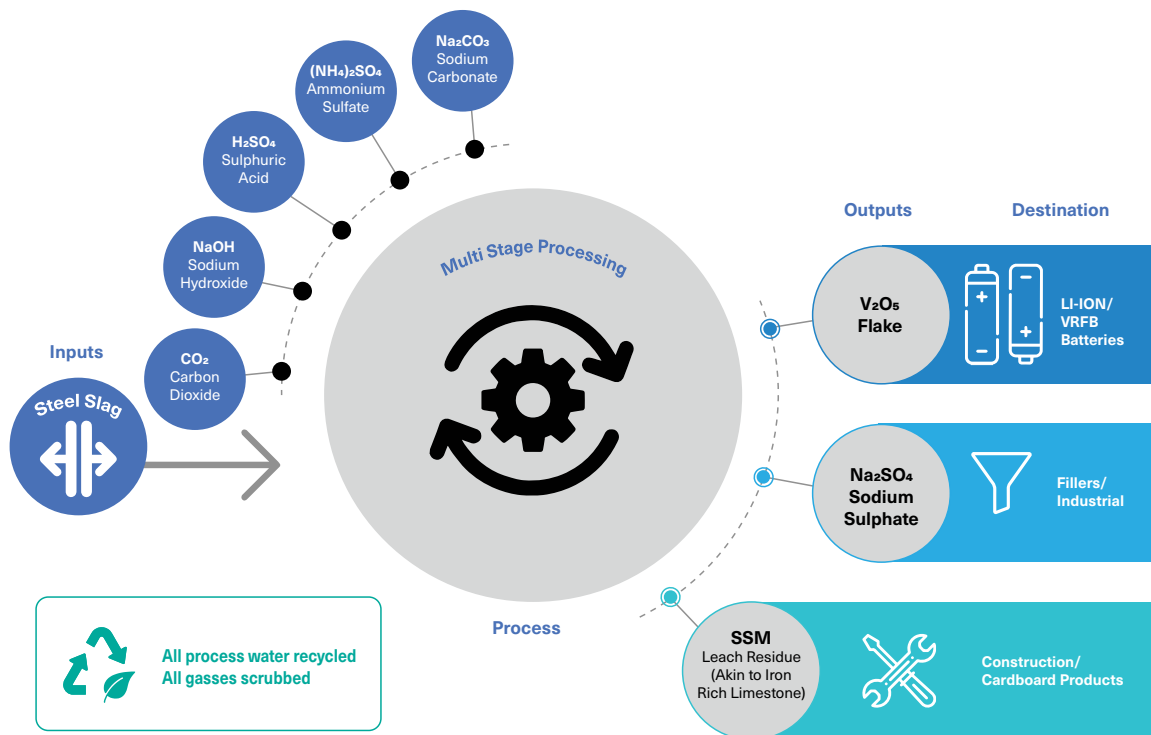 Inputs
Steel Slag
CO₂
Carbon
Dioxide
NaOH
Sodium
Hydroxide
H₂SO₄
Sulphuric
Acid
(NH₄)₂SO₄
Ammonium
Sulfate
Na₂CO₃
Sodium
Carbonate
Multi Stage Processing
Process
Outputs
Destination
V₂O₅
Flake
LI-ION/
VRFB
Batteries
Na₂SO₄
Sodium
Sulphate
Fillers/
Industrial
SSM
Leach Residue
(Akin to Iron
Rich Limestone)
Construction/
Cardboard Products
All process water recycled
All gasses scrubbed